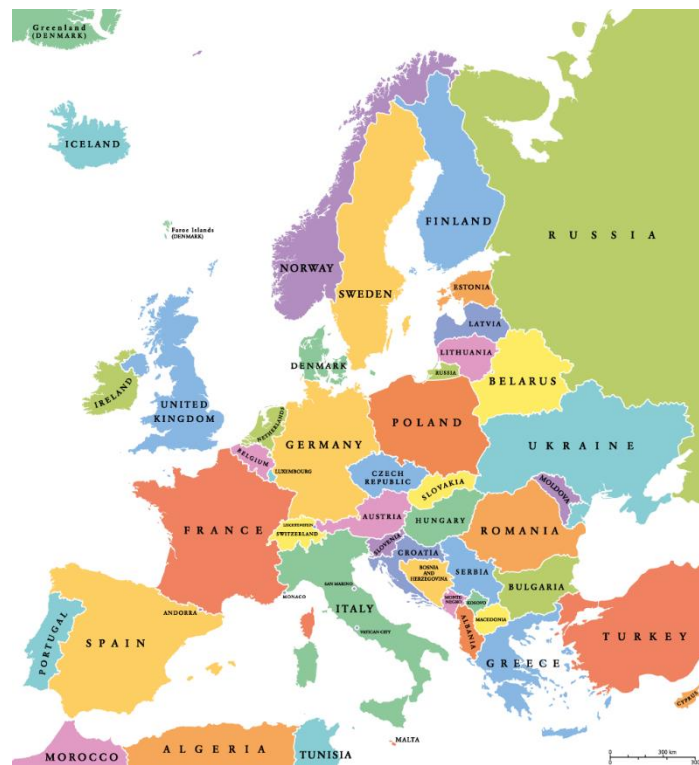 Greenland
(DENMARK)
ICELAND
Faroe Islands
(DENMARK)
NORWAY
SWEDEN
FINLAND
RUSSIA
ESTONIA
LATVIA
LITHUANIA
RUSSIA
BELARUS
DENMARK
IRELAND
UNITED
KINGDOM
NETHERLANDS
BELGIUM
LUXEMBOURG
GERMANY
POLAND
CZECH
REPUBLIC
SLOVAKIA
UKRAINE
MOLDOVA
FRANCE
LIECHTENSTEIN
SWITZERLAND
AUSTRIA
HUNGARY
ROMANIA
SLOVENIA
CROATIA
BOSNIA
AND
HERZEGOVINA
SERBIA
BULGARIA
MONTE-
NEGRO
KOSOVO
MACEDONIA
ALBANIA
GREECE
TURKEY
CYPRUS
MONACO
SAN MARINO
ITALY
VATICAN CITY
ANDORRA
PORTUGAL
SPAIN
MALTA
MOROCCO
ALGERIA
TUNISIA
0
300 km